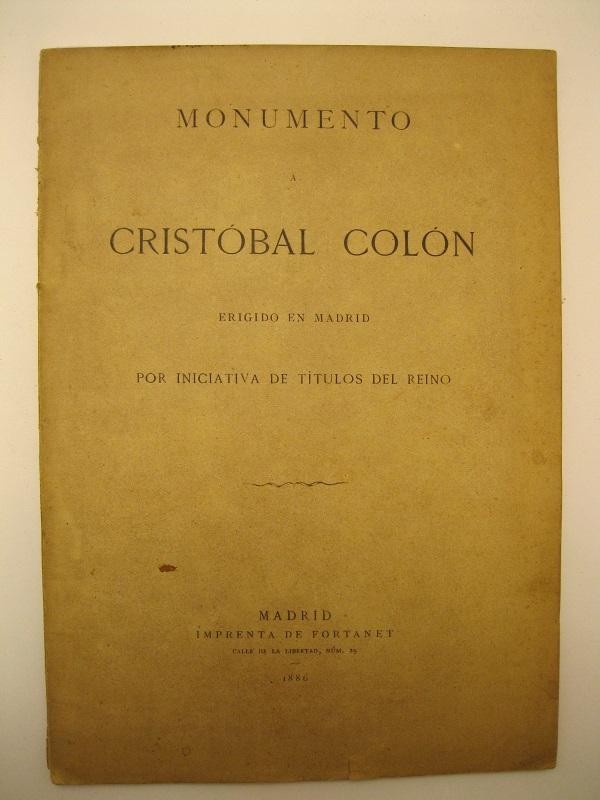 MONUMENTO
A
CRISTÓBAL COLÓN
ERIGIDO EN MADRID
POR INICIATIVA DE TÍTULOS DEL REINO
MADRID
IMPRENTA DE FORTANET
CALLE DE LA LIBERTAD, NÚM. 29
1886